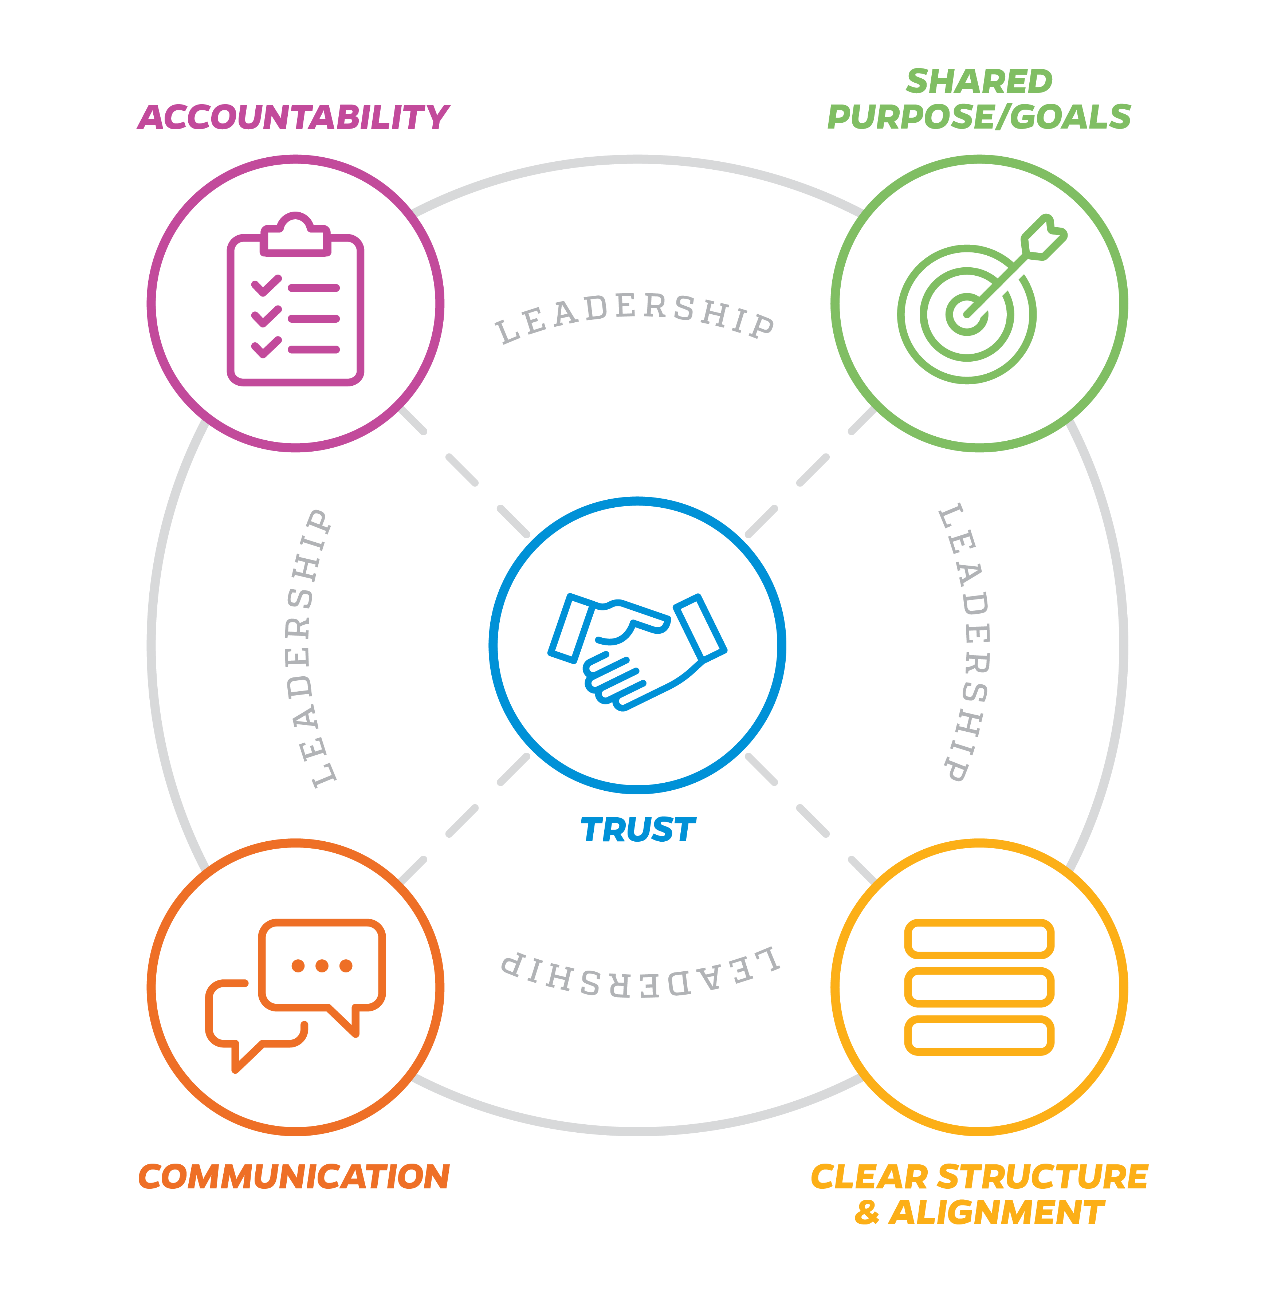 SHARED
PURPOSE/GOALS
ACCOUNTABILITY
LEADERSHIP
LEADERSHIP
LEADERSHIP
TRUST
LEADERSHIP
COMMUNICATION
CLEAR STRUCTURE
& ALIGNMENT